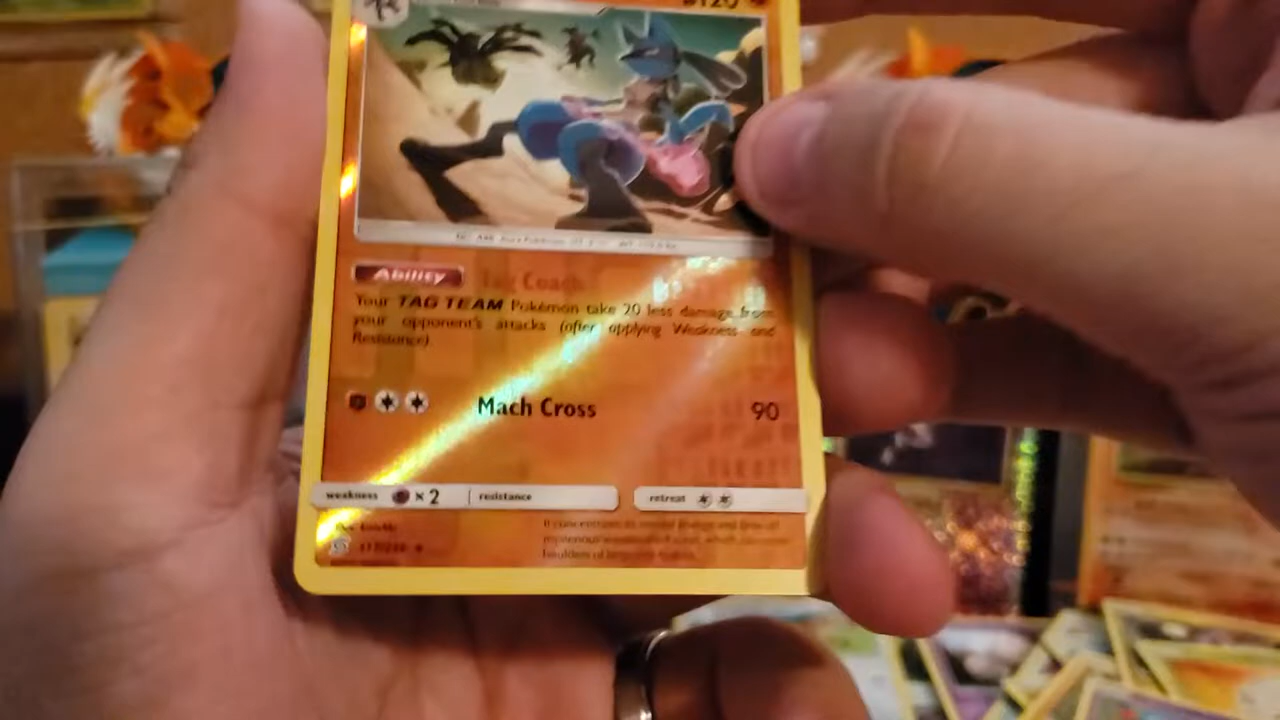 120
Ability Tag Coach
Your TAG TEAM Pokémon take 20 less damage from
your opponent's attacks (after applying Weakness and
Resistance).
Mach Cross 90
weakness ×2 resistance retreat